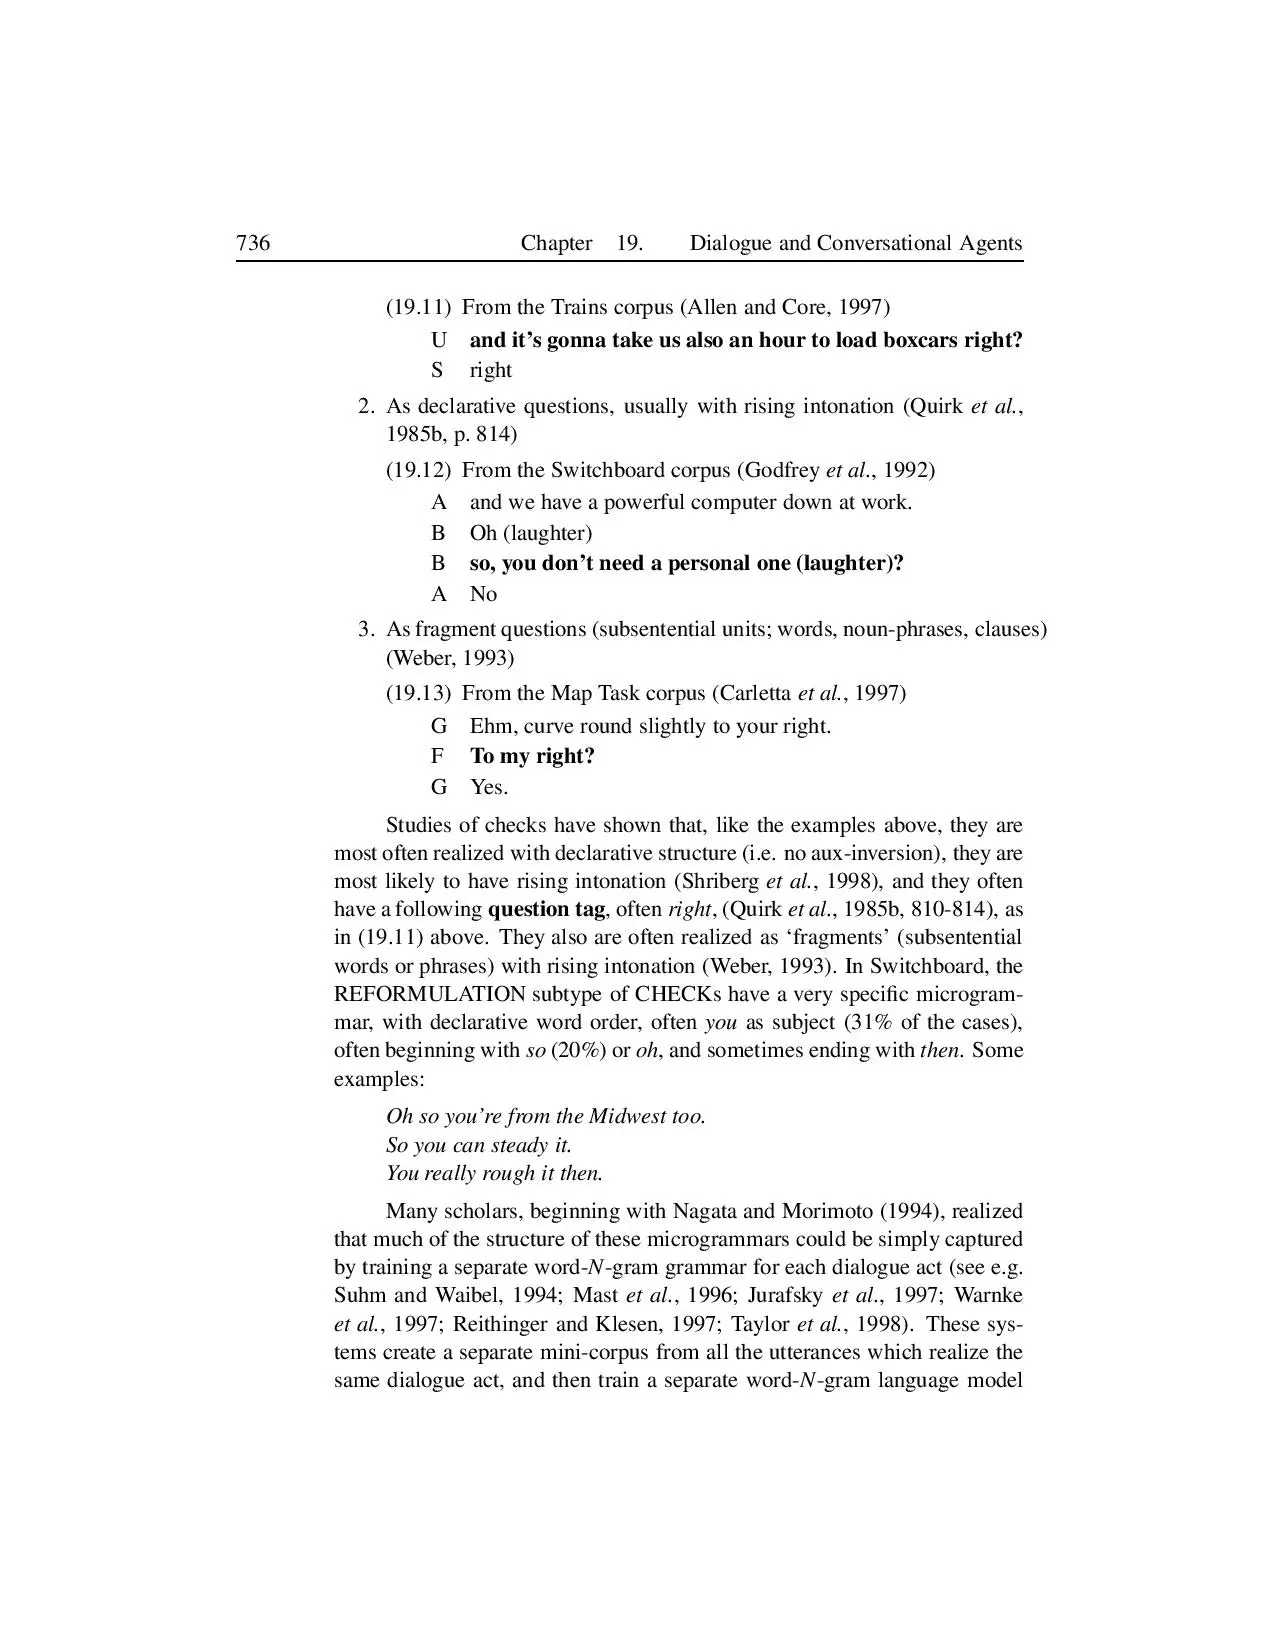 736 Chapter 19. Dialogue and Conversational Agents
(19.11) From the Trains corpus (Allen and Core, 1997)
U and it’s gonna take us also an hour to load boxcars right?
S right
2. As declarative questions, usually with rising intonation (Quirk et al.,
1985b, p. 814)
(19.12) From the Switchboard corpus (Godfrey et al., 1992)
A and we have a powerful computer down at work.
B Oh (laughter)
B so, you don’t need a personal one (laughter)?
A No
3. As fragment questions (subsentential units; words, noun-phrases, clauses)
(Weber, 1993)
(19.13) From the Map Task corpus (Carletta et al., 1997)
G Ehm, curve round slightly to your right.
F To my right?
G Yes.
Studies of checks have shown that, like the examples above, they are
most often realized with declarative structure (i.e. no aux-inversion), they are
most likely to have rising intonation (Shriberg et al., 1998), and they often
have a following question tag, often right, (Quirk et al., 1985b, 810-814), as
in (19.11) above. They also are often realized as ‘fragments’ (subsentential
words or phrases) with rising intonation (Weber, 1993). In Switchboard, the
REFORMULATION subtype of CHECKs have a very specific microgram-
mar, with declarative word order, often you as subject (31% of the cases),
often beginning with so (20%) or oh, and sometimes ending with then. Some
examples:
Oh so you’re from the Midwest too.
So you can steady it.
You really rough it then.
Many scholars, beginning with Nagata and Morimoto (1994), realized
that much of the structure of these microgrammars could be simply captured
by training a separate word-N-gram grammar for each dialogue act (see e.g.
Suhm and Waibel, 1994; Mast et al., 1996; Jurafsky et al., 1997; Warnke
et al., 1997; Reithinger and Klesen, 1997; Taylor et al., 1998). These sys-
tems create a separate mini-corpus from all the utterances which realize the
same dialogue act, and then train a separate word-N-gram language model